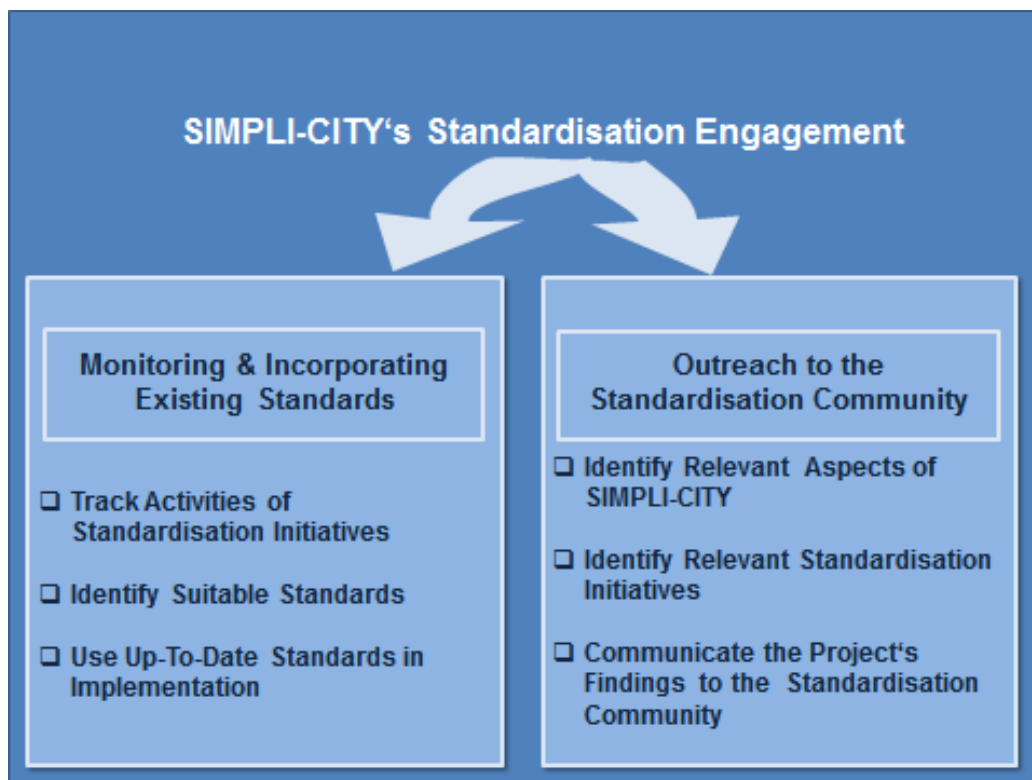 SIMPLI-CITY‘s Standardisation Engagement
Monitoring & Incorporating
Existing Standards
❑ Track Activities of
Standardisation Initiatives
❑ Identify Suitable Standards
❑ Use Up-To-Date Standards in
Implementation
Outreach to the
Standardisation Community
❑ Identify Relevant Aspects of
SIMPLI-CITY
❑ Identify Relevant Standardisation
Initiatives
❑ Communicate the Project‘s
Findings to the Standardisation
Community